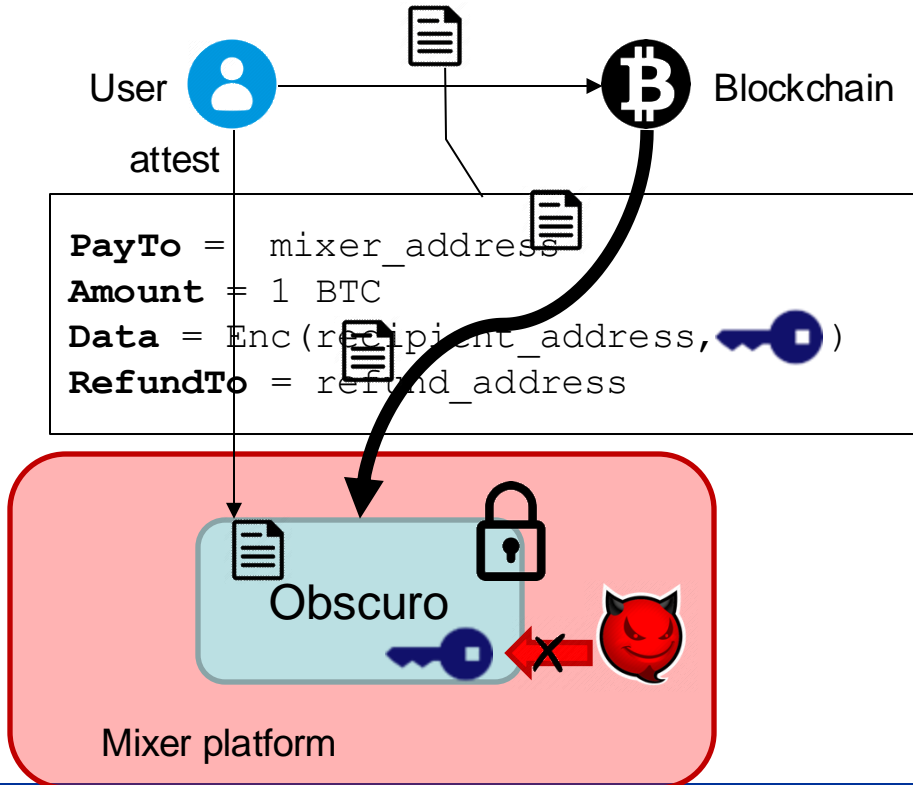 User
Blockchain
attest
PayTo = mixer_address
Amount = 1 BTC
Data = Enc(recipient_address, )
RefundTo = refund_address
Obscuro
Mixer platform